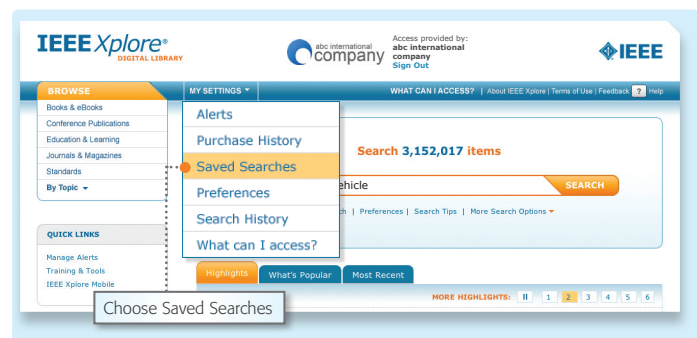 IEEE Xplore®
DIGITAL LIBRARY
abc international
company
Access provided by:
abc international
company
Sign Out
IEEE
BROWSE
MY SETTINGS
WHAT CAN I ACCESS? | About IEEE Xplore | Terms of Use | Feedback ? Help
Books & eBooks
Conference Publications
Education & Learning
Journals & Magazines
Standards
By Topic
Alerts
Purchase History
Saved Searches
Preferences
Search History
What can I access?
Search 3,152,017 items
ehicle
SEARCH
ch | Preferences | Search Tips | More Search Options
QUICK LINKS
Manage Alerts
Training & Tools
IEEE Xplore Mobile
Highlights
What's Popular
Most Recent
MORE HIGHLIGHTS: II 1 2 3 4 5 6
Choose Saved Searches